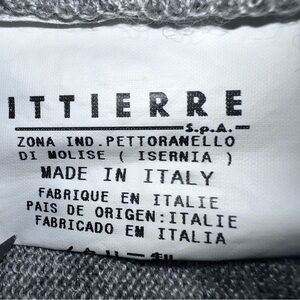 ITTIERRE
S.p.A.
ZONA IND.PETTORANELLO
DI MOLISE ( ISERNIA )
MADE IN ITALY
FABRIQUE EN ITALIE
PAIS DE ORIGEN:ITALIE
FABRICADO EM ITALIA